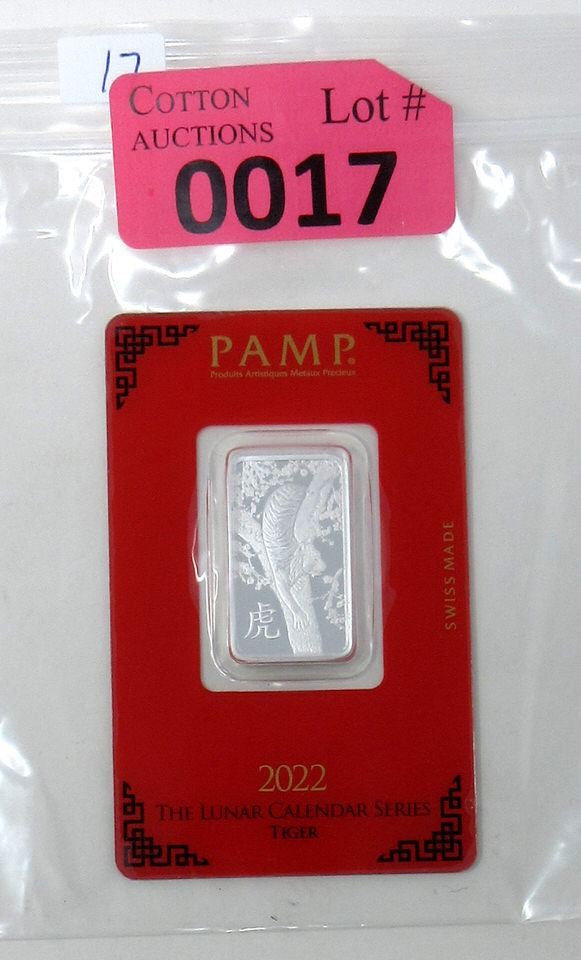 17
COTTON
AUCTIONS
Lot #
0017
PAMP.
Produits Artistiques Metaux Precieux
虎
SWISS MADE
2022
THE LUNAR CALENDAR SERIES
TIGER